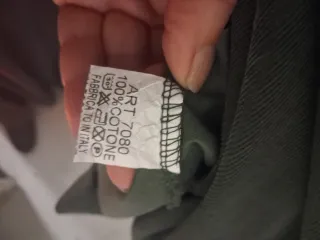 ART 7080
100%COTONE
FABBRICATO IN ITALY